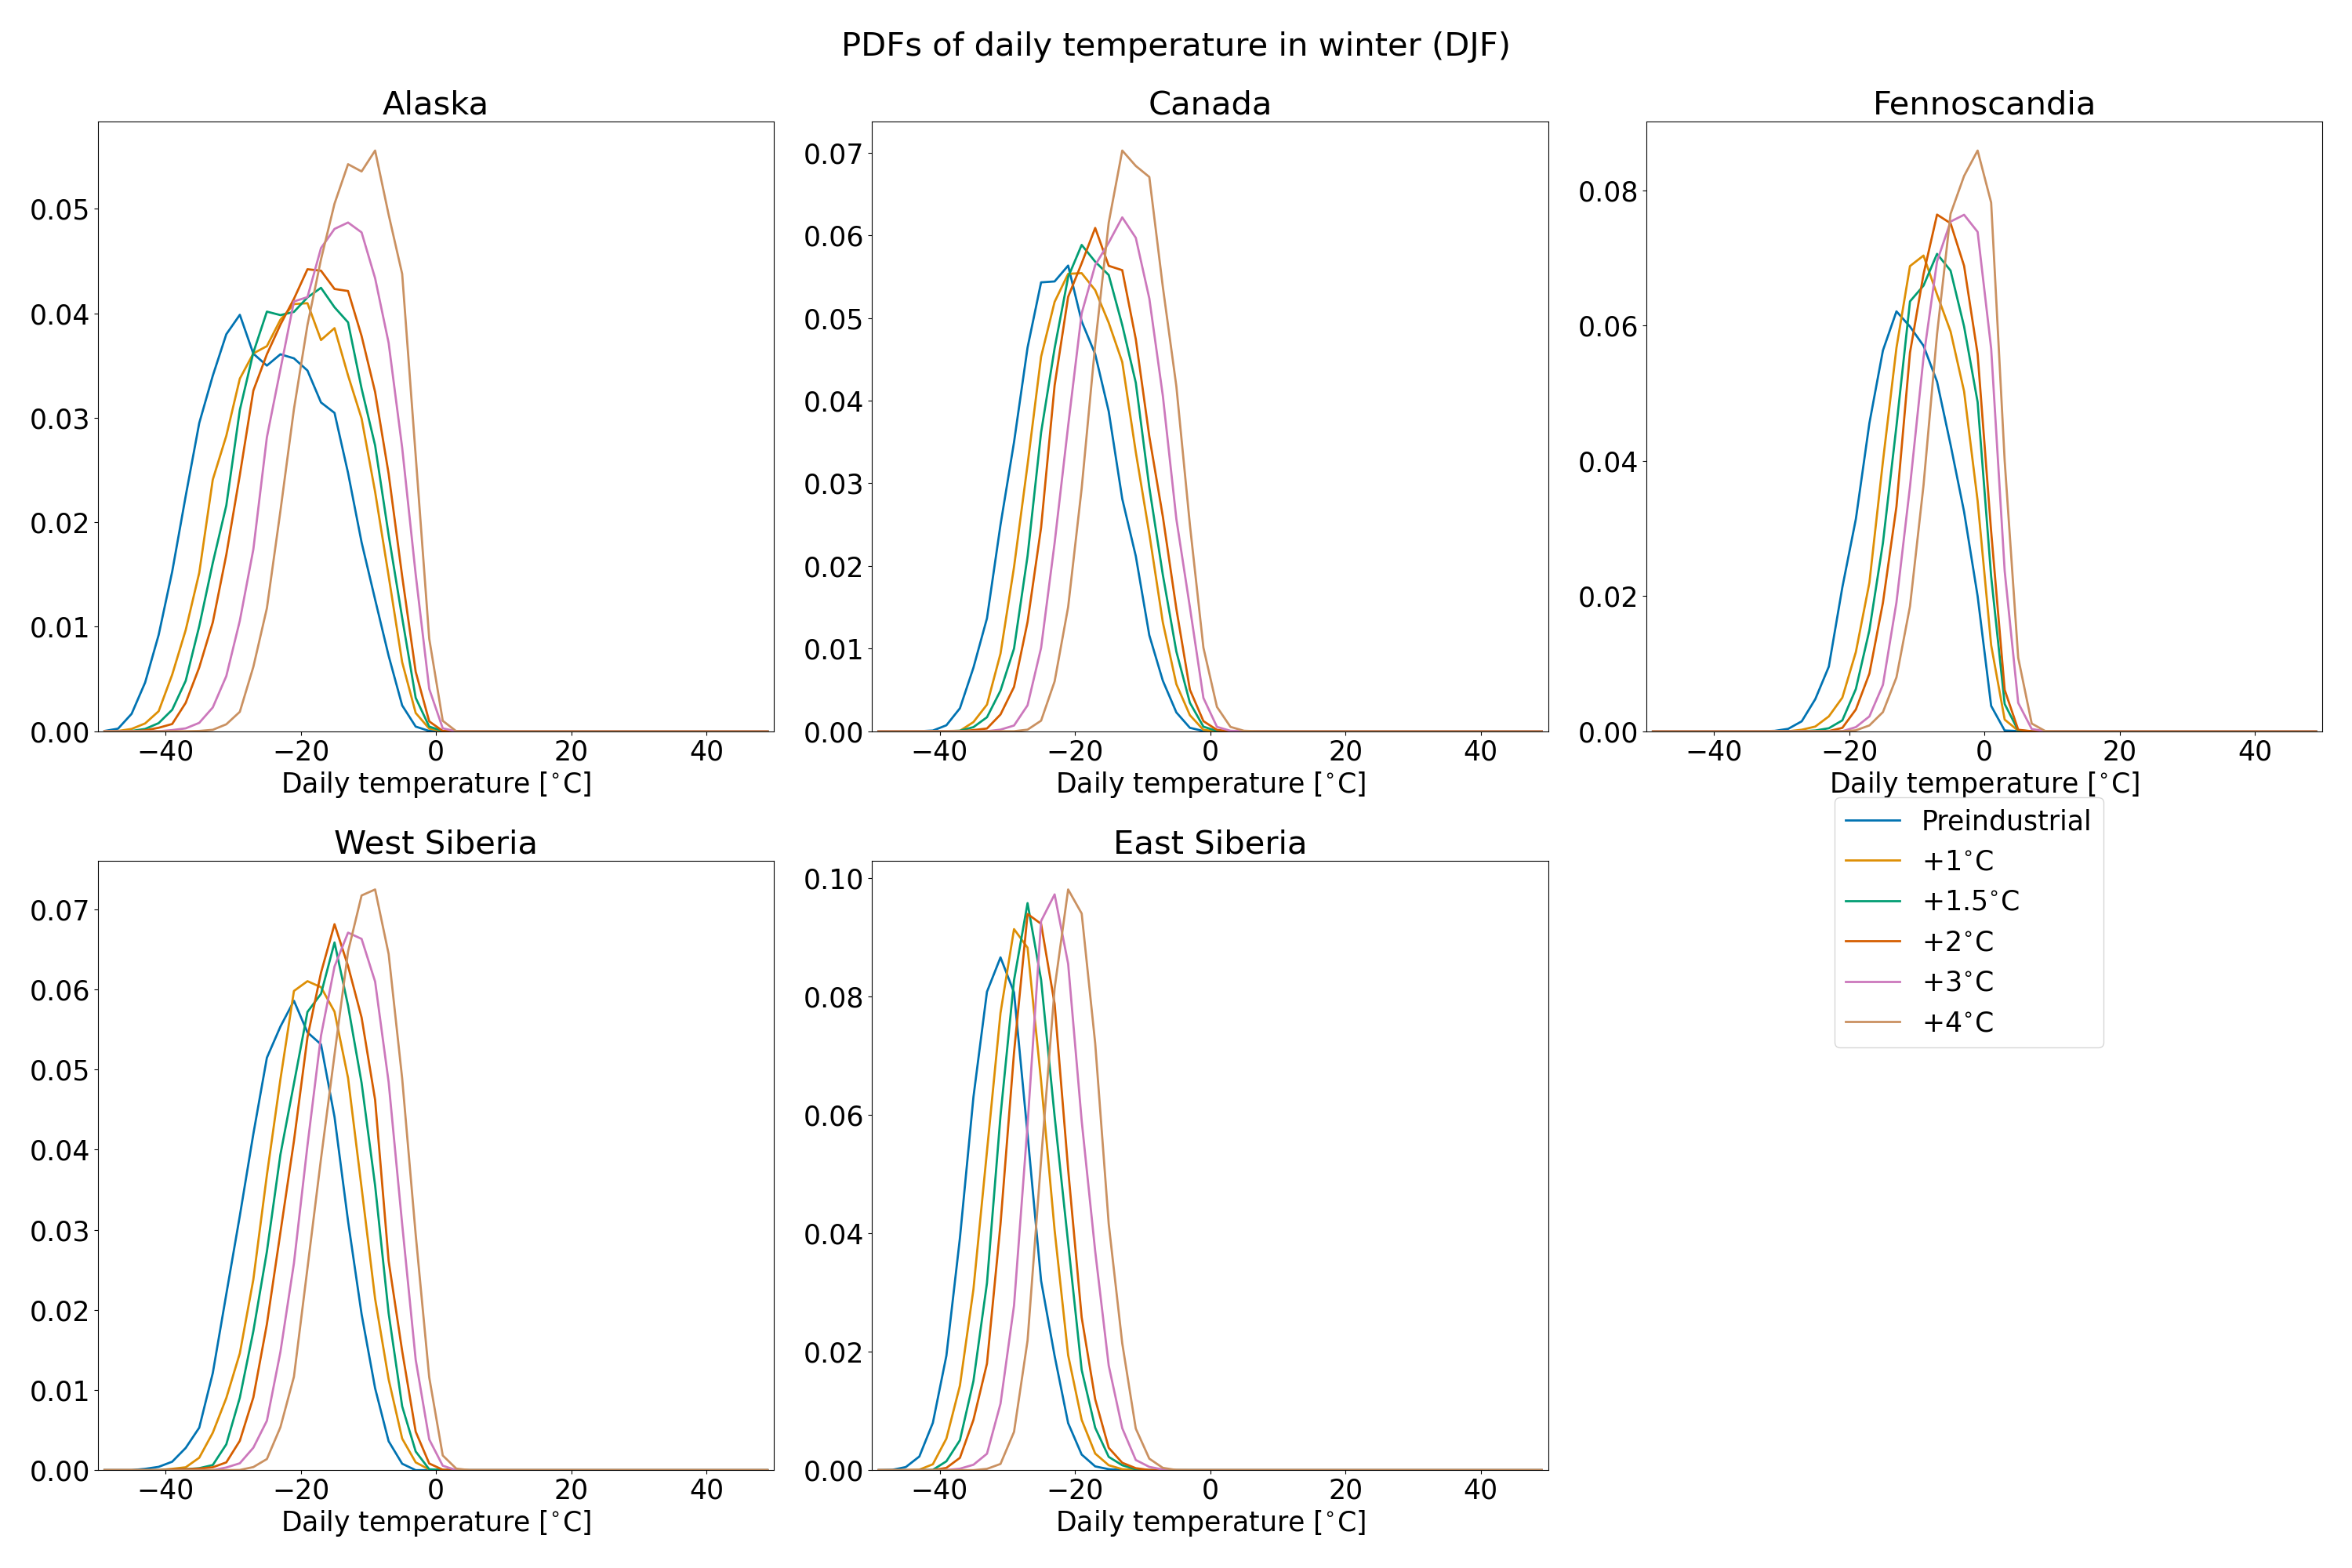 PDFs of daily temperature in winter (DJF)
Alaska
0.05
0.04
0.03
0.02
0.01
0.00
−40 −20 0 20 40
Daily temperature [°C]
Canada
0.07
0.06
0.05
0.04
0.03
0.02
0.01
0.00
−40 −20 0 20 40
Daily temperature [°C]
Fennoscandia
0.08
0.06
0.04
0.02
0.00
−40 −20 0 20 40
Daily temperature [°C]
Preindustrial
+1°C
+1.5°C
+2°C
+3°C
+4°C
West Siberia
0.07
0.06
0.05
0.04
0.03
0.02
0.01
0.00
−40 −20 0 20 40
Daily temperature [°C]
East Siberia
0.10
0.08
0.06
0.04
0.02
0.00
−40 −20 0 20 40
Daily temperature [°C]